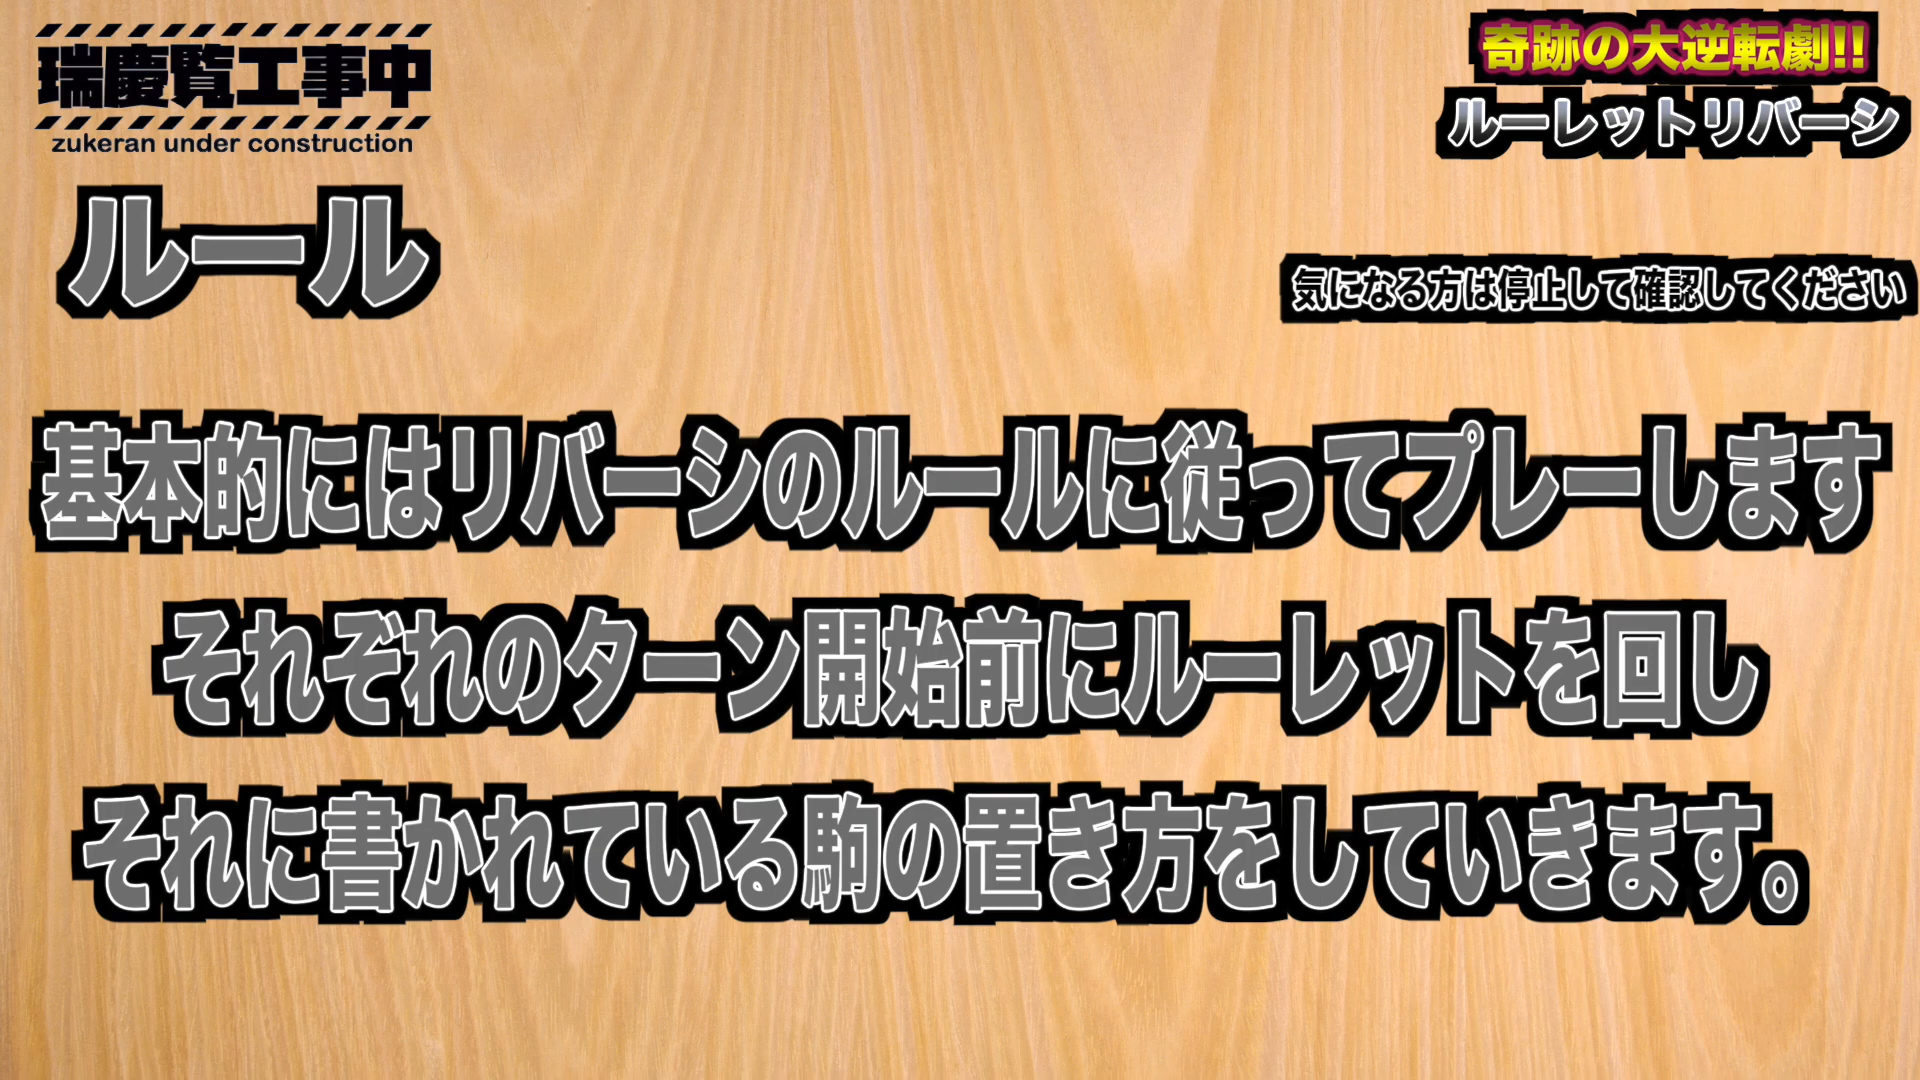 瑞慶覧工事中
zukeran under construction
奇跡の大逆転劇!!
ルーレットリバーシ
ルール
気になる方は停止して確認してください
基本的にはリバーシのルールに従ってプレーします
それぞれのターン開始前にルーレットを回し
それに書かれている駒の置き方をしていきます。